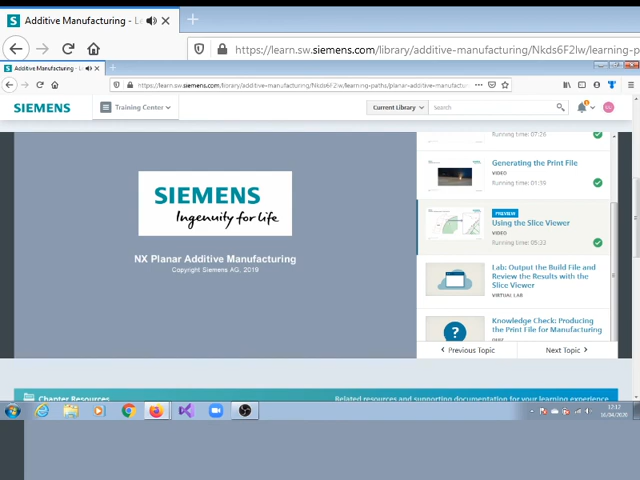 Additive Manufacturing - Le
https://learn.sw.siemens.com/library/additive-manufacturing/Nkds6F2lw/learning-p
Additive Manufacturing - Le
https://learn.sw.siemens.com/library/additive-manufacturing/Nkds6F2lw/learning-paths/planar-additive-manufactur
SIEMENS
Training Center
Current Library
Search
Running time: 07:26
Generating the Print File
VIDEO
Running time: 01:39
PREVIEW
Using the Slice Viewer
VIDEO
Running time: 05:22
Lab: Output the Build File and
Review the Results with the
Slice Viewer
VIRTUAL LAB
Knowledge Check: Producing
the Print File for Manufacturing
SIEMENS
Ingenuity for life
NX Planar Additive Manufacturing
Copyright Siemens AG, 2019
Previous Topic
Next Topic
Chapter Resources
Related resources and supporting documentation for your learning experience
12:17
16/04/2020